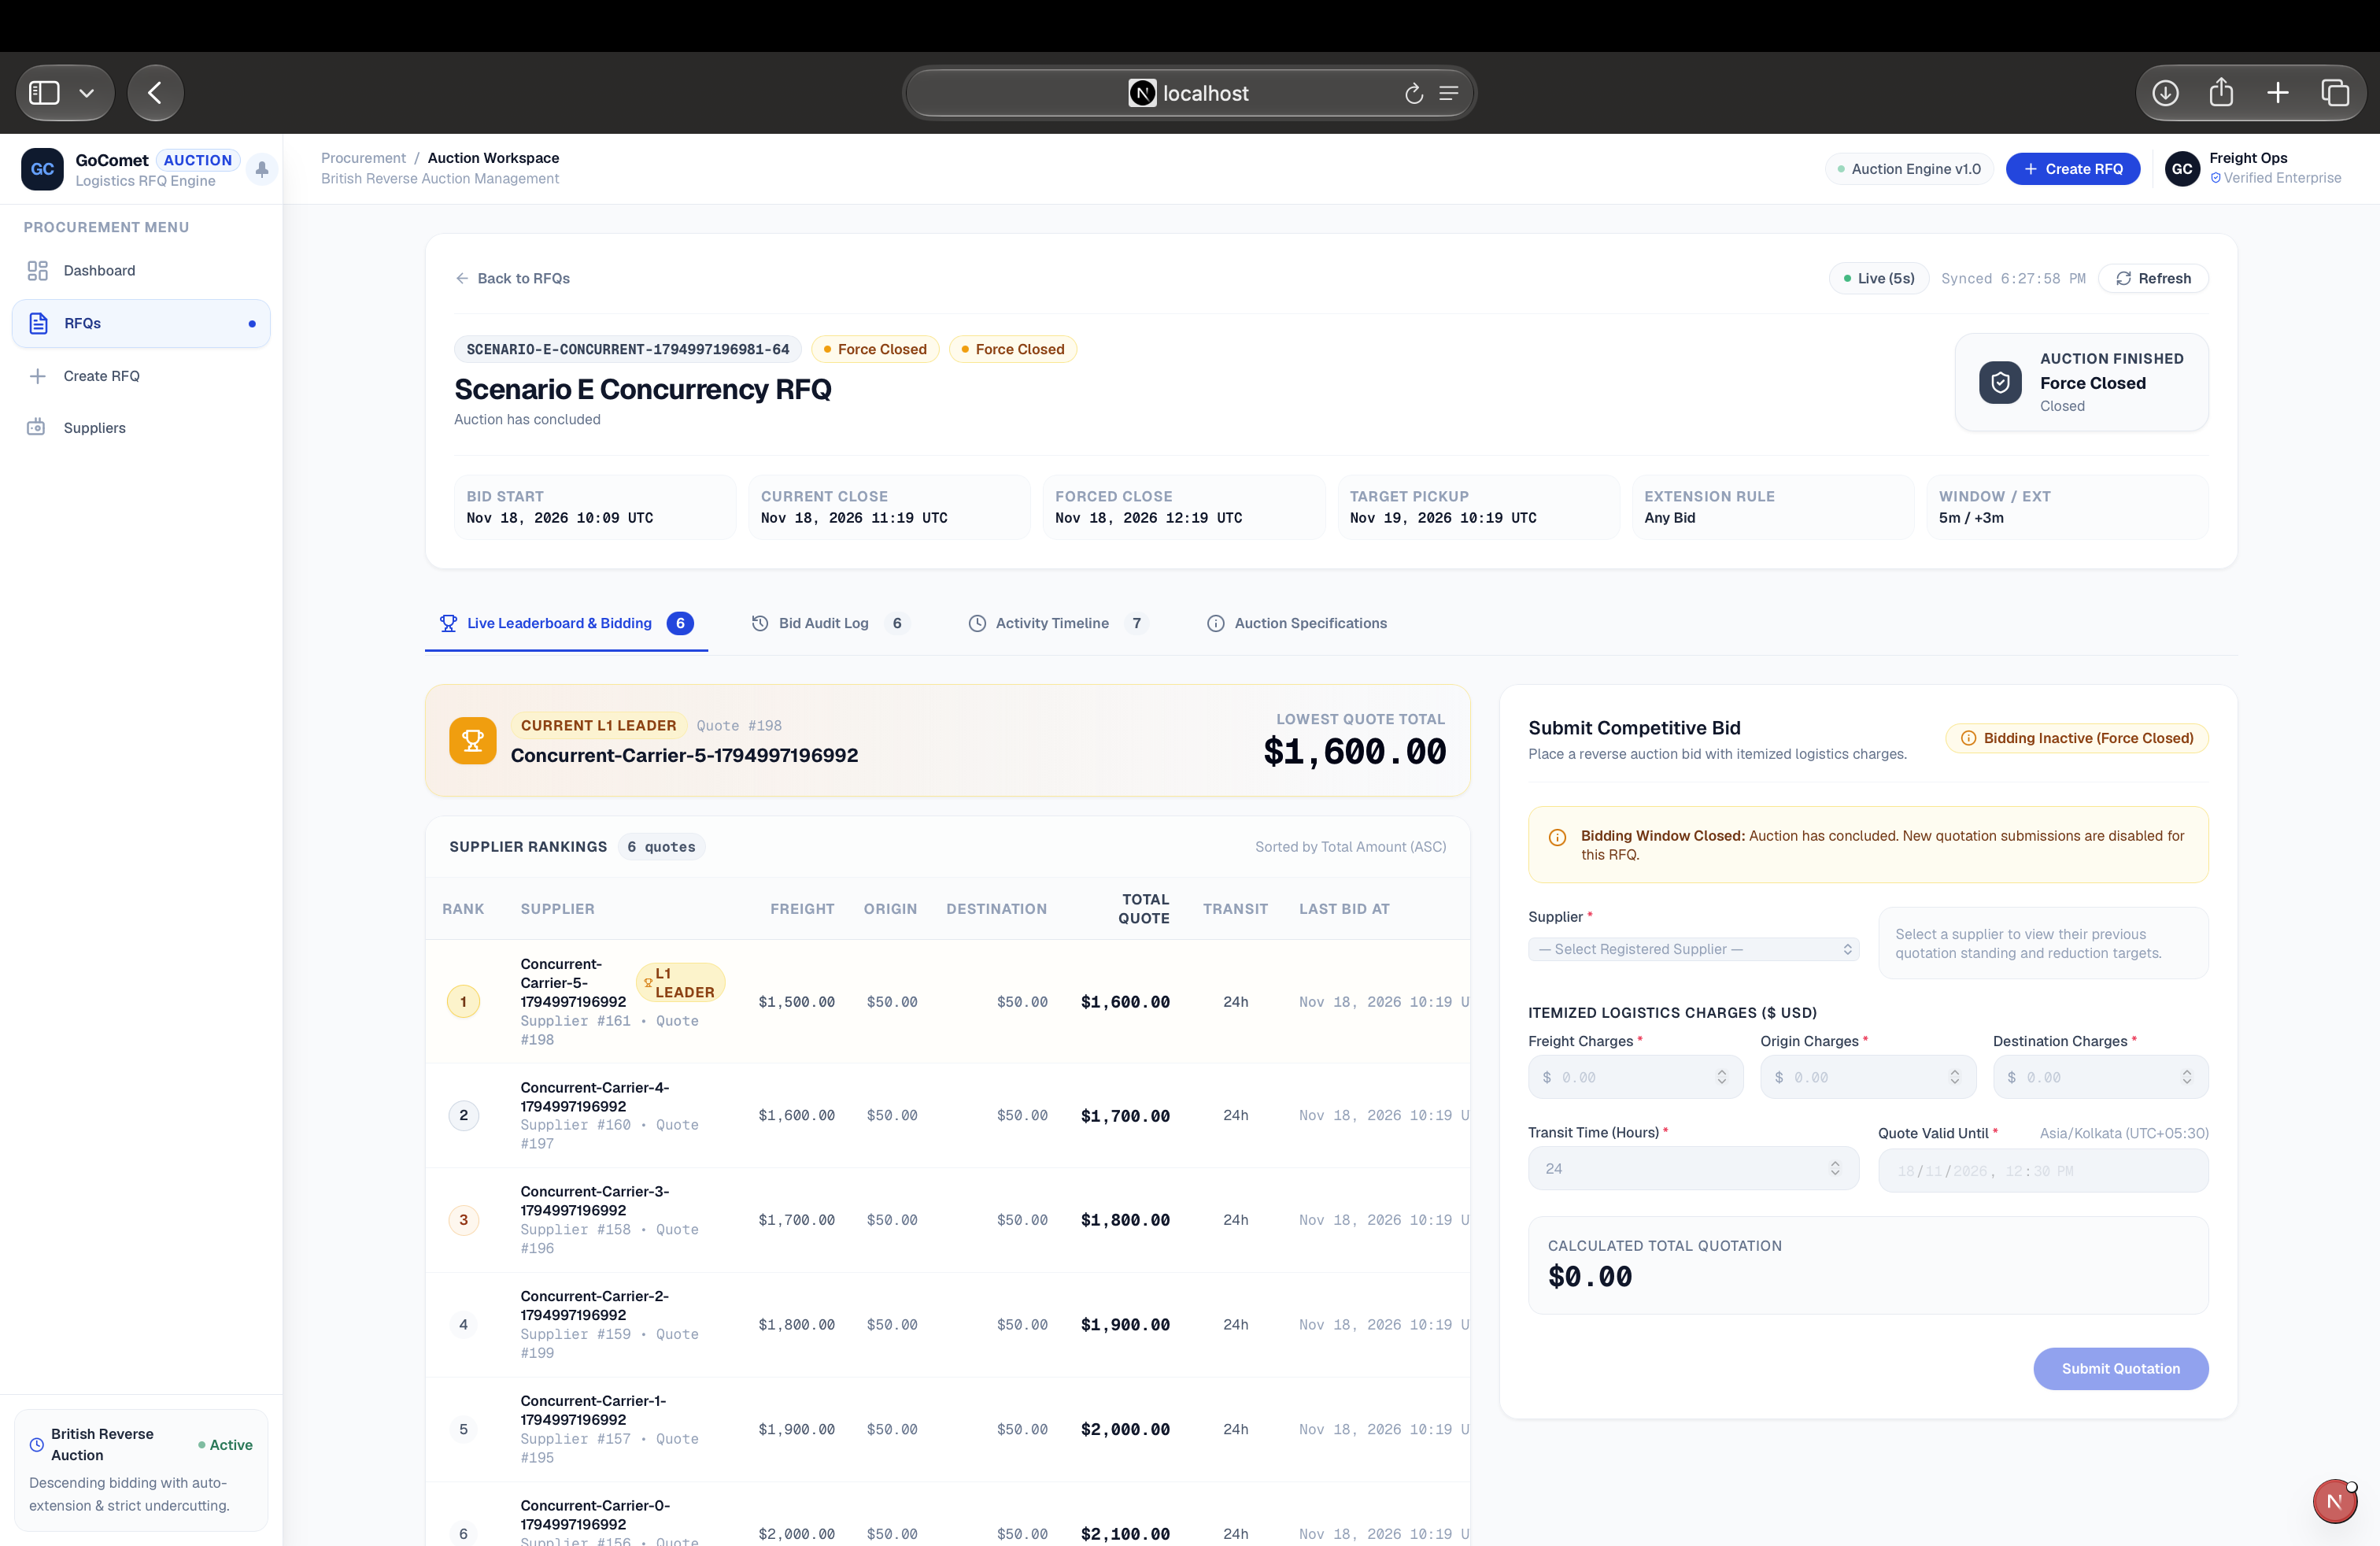 localhost
GC
GoComet AUCTION
Logistics RFQ Engine
Procurement / Auction Workspace
British Reverse Auction Management
Auction Engine v1.0
+ Create RFQ
GC
Freight Ops
Verified Enterprise
PROCUREMENT MENU
Dashboard
RFQs
Create RFQ
Suppliers
Back to RFQs
Live (5s)
Synced 6:27:58 PM
Refresh
SCENARIO-E-CONCURRENT-1794997196981-64
Force Closed
Force Closed
Scenario E Concurrency RFQ
Auction has concluded
AUCTION FINISHED
Force Closed
Closed
BID START
Nov 18, 2026 10:09 UTC
CURRENT CLOSE
Nov 18, 2026 11:19 UTC
FORCED CLOSE
Nov 18, 2026 12:19 UTC
TARGET PICKUP
Nov 19, 2026 10:19 UTC
EXTENSION RULE
Any Bid
WINDOW / EXT
5m / +3m
Live Leaderboard & Bidding 6
Bid Audit Log 6
Activity Timeline 7
Auction Specifications
CURRENT L1 LEADER Quote #198
Concurrent-Carrier-5-1794997196992
LOWEST QUOTE TOTAL
$1,600.00
SUPPLIER RANKINGS 6 quotes
Sorted by Total Amount (ASC)
RANK SUPPLIER FREIGHT ORIGIN DESTINATION TOTAL QUOTE TRANSIT LAST BID AT
1
Concurrent-
Carrier-5-
1794997196992
L1
LEADER
Supplier #161 • Quote
#198
$1,500.00 $50.00 $50.00 $1,600.00 24h Nov 18, 2026 10:19 U
2
Concurrent-Carrier-4-
1794997196992
Supplier #160 • Quote
#197
$1,600.00 $50.00 $50.00 $1,700.00 24h Nov 18, 2026 10:19 U
3
Concurrent-Carrier-3-
1794997196992
Supplier #158 • Quote
#196
$1,700.00 $50.00 $50.00 $1,800.00 24h Nov 18, 2026 10:19 U
4
Concurrent-Carrier-2-
1794997196992
Supplier #159 • Quote
#199
$1,800.00 $50.00 $50.00 $1,900.00 24h Nov 18, 2026 10:19 U
5
Concurrent-Carrier-1-
1794997196992
Supplier #157 • Quote
#195
$1,900.00 $50.00 $50.00 $2,000.00 24h Nov 18, 2026 10:19 U
6
Concurrent-Carrier-0-
1794997196992
Supplier #156 • Quote
$2,000.00 $50.00 $50.00 $2,100.00 24h Nov 18, 2026 10:19 U
Submit Competitive Bid
Place a reverse auction bid with itemized logistics charges.
Bidding Inactive (Force Closed)
Bidding Window Closed: Auction has concluded. New quotation submissions are disabled for
this RFQ.
Supplier *
— Select Registered Supplier —
Select a supplier to view their previous
quotation standing and reduction targets.
ITEMIZED LOGISTICS CHARGES ($ USD)
Freight Charges * Origin Charges * Destination Charges *
$ 0.00 $ 0.00 $ 0.00
Transit Time (Hours) *
24
Quote Valid Until * Asia/Kolkata (UTC+05:30)
18/11/2026, 12:30 PM
CALCULATED TOTAL QUOTATION
$0.00
Submit Quotation
British Reverse
Auction
Active
Descending bidding with auto-
extension & strict undercutting.
N